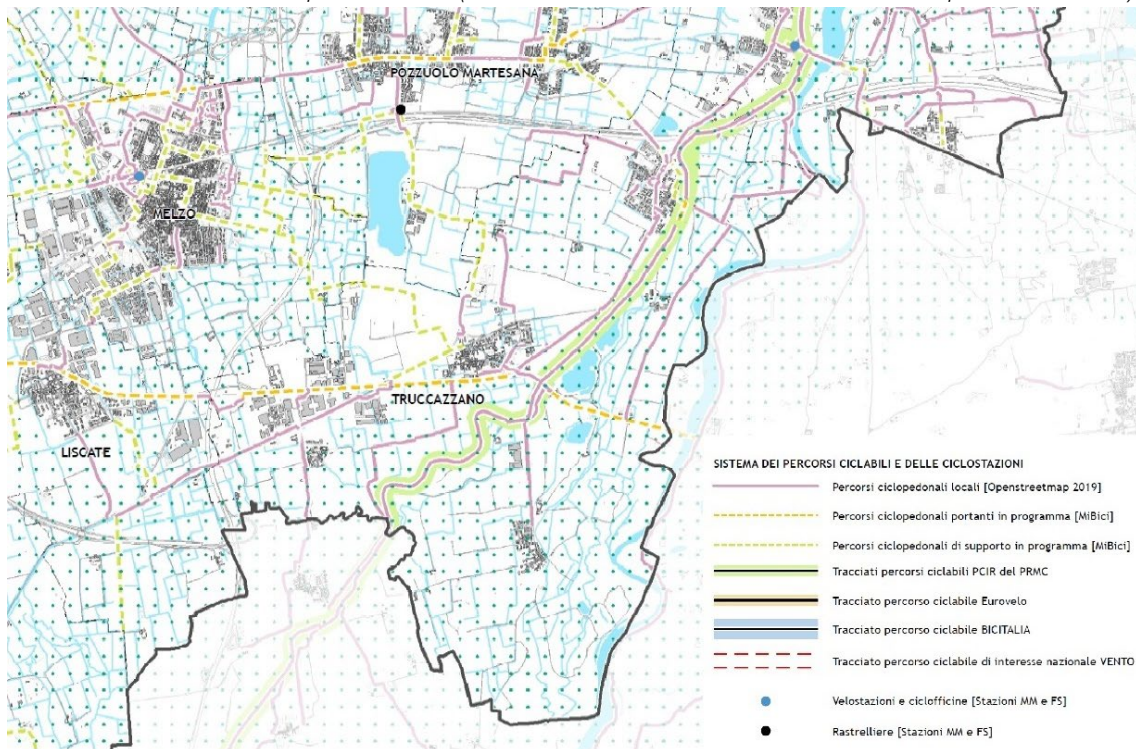 POZZUOLO MARTESANA
MELZO
TRUCCAZZANO
LISCATE
SISTEMA DEI PERCORSI CICLABILI E DELLE CICLOSTAZIONI
Percorsi ciclopedonali locali [Openstreetmap 2019]
Percorsi ciclopedonali portanti in programma [MiBici]
Percorsi ciclopedonali di supporto in programma [MiBici]
Tracciati percorsi ciclabili PCIR del PRMC
Tracciato percorso ciclabile Eurovelo
Tracciato percorso ciclabile BICITALIA
Tracciato percorso ciclabile di interesse nazionale VENTO
Velostazioni e ciclofficine [Stazioni MM e FS]
Rastrelliere [Stazioni MM e FS]